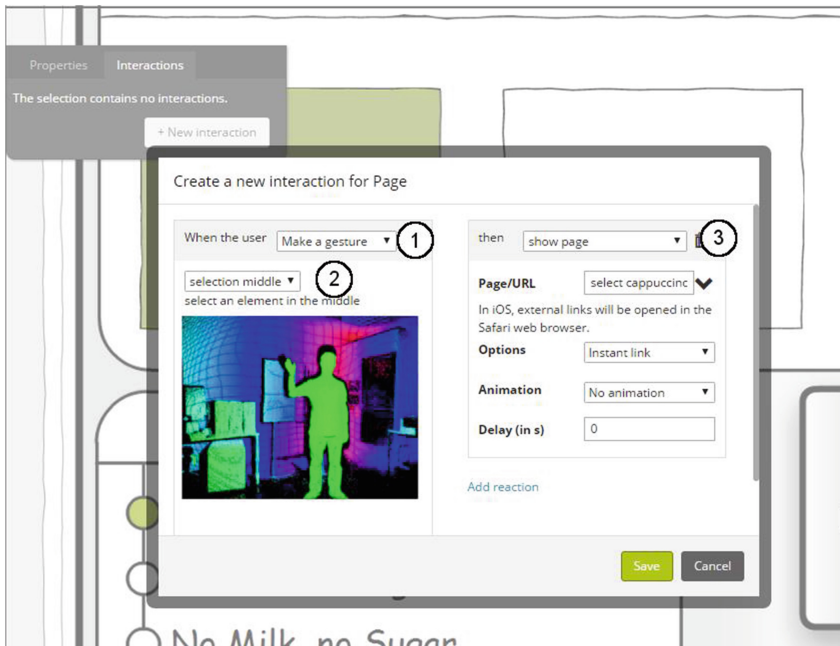 Properties Interactions
The selection contains no interactions.
+ New interaction
Create a new interaction for Page
When the user Make a gesture 1
selection middle 2
select an element in the middle
then show page 3
Page/URL select cappuccinc
In iOS, external links will be opened in the
Safari web browser.
Options Instant link
Animation No animation
Delay (in s) 0
Add reaction
Save Cancel
No Milk, no Sugar